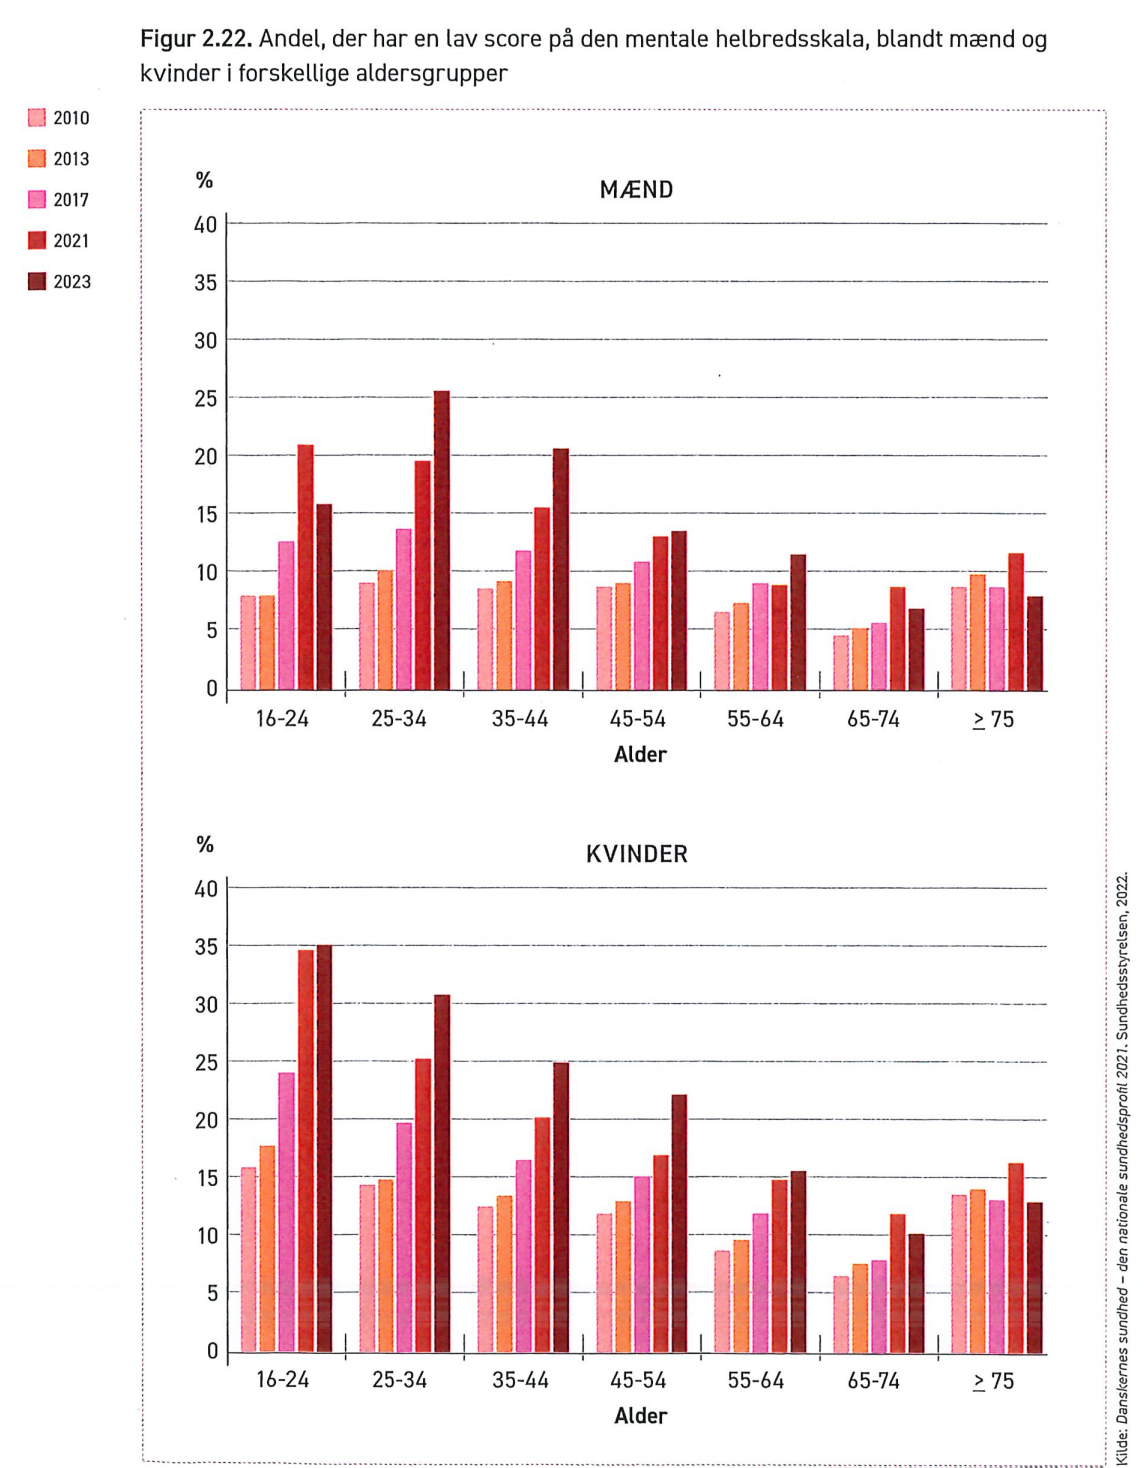 Figur 2.22. Andel, der har en lav score på den mentale helbredsskala, blandt mænd og
kvinder i forskellige aldersgrupper
2010
2013
2017
2021
2023
%
MÆND
40
35
30
25
20
15
10
5
0
16-24 25-34 35-44 45-54 55-64 65-74 ≥ 75
Alder
%
KVINDER
40
35
30
25
20
15
10
5
0
16-24 25-34 35-44 45-54 55-64 65-74 ≥ 75
Alder
Kilde: Danskernes sundhed – den nationale sundhedsprofil 2021. Sundhedsstyrelsen, 2022.